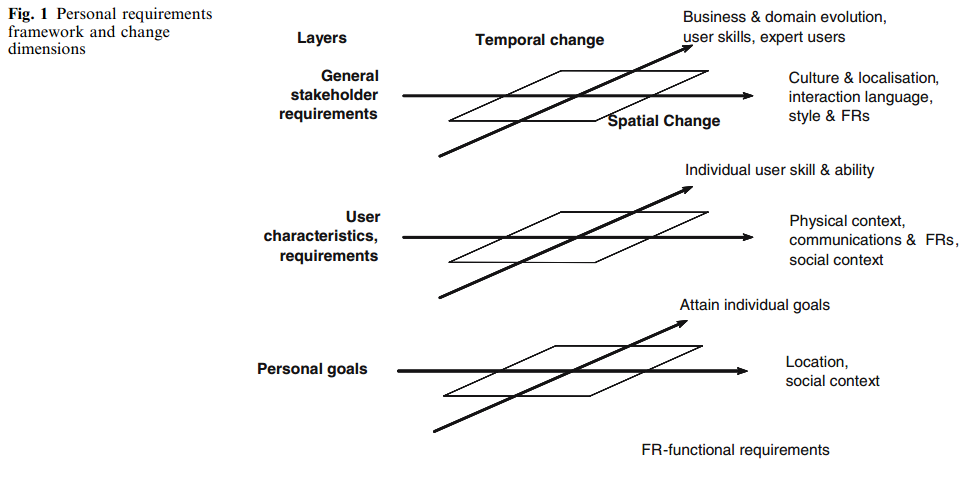 Fig. 1 Personal requirements
framework and change
dimensions
Layers
Temporal change
Business & domain evolution,
user skills, expert users
General
stakeholder
requirements
Culture & localisation,
interaction language,
style & FRs
Spatial Change
Individual user skill & ability
User
characteristics,
requirements
Physical context,
communications & FRs,
social context
Attain individual goals
Personal goals
Location,
social context
FR-functional requirements